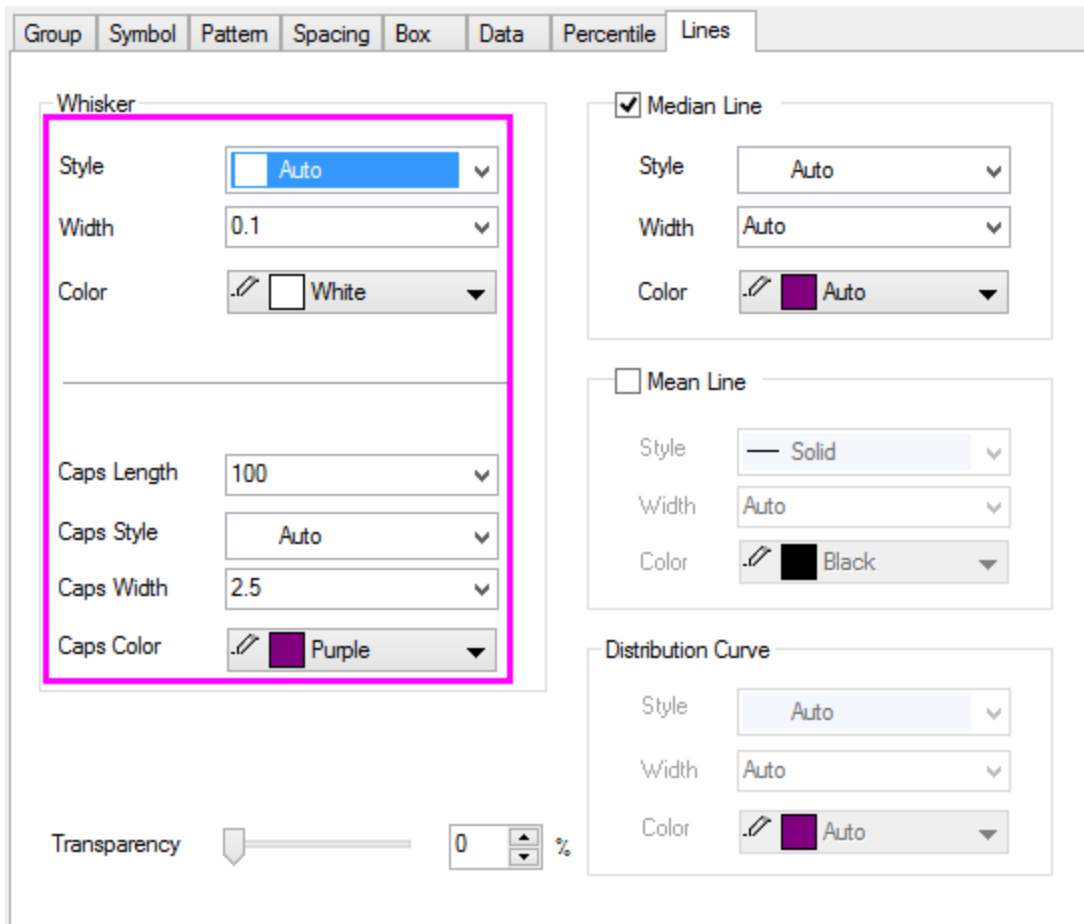 Group Symbol Pattern Spacing Box Data Percentile Lines
Whisker
Style Auto
Width 0.1
Color White
Caps Length 100
Caps Style Auto
Caps Width 2.5
Caps Color Purple
Transparency 0 %
Median Line
Style Auto
Width Auto
Color Auto
Mean Line
Style Solid
Width Auto
Color Black
Distribution Curve
Style Auto
Width Auto
Color Auto